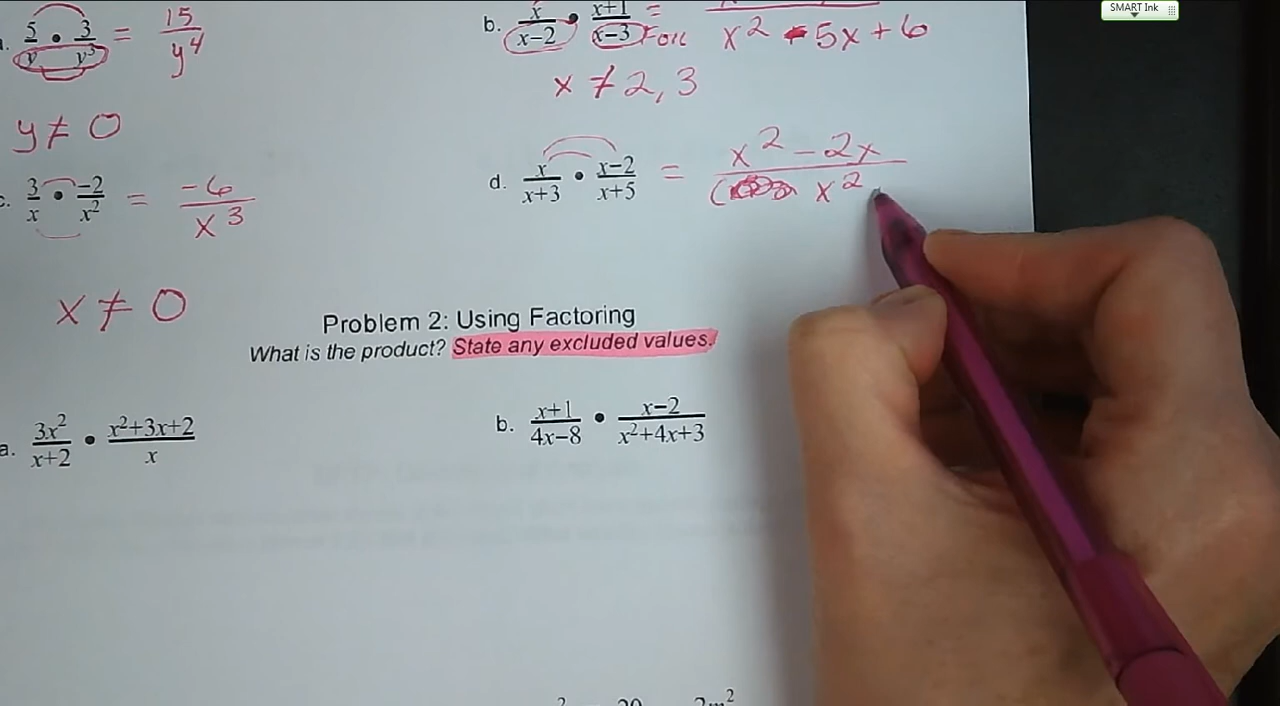 SMART Ink
5/y • 3/y³ = 15/y⁴
y ≠ 0
b. x/x−2 • x+1/x−3 = Foil x² − 5x + 6
x ≠ 2, 3
3/x • −2/x² = −6/x³
x ≠ 0
d. x/x+3 • x−2/x+5 = x² − 2x / ( x²
Problem 2: Using Factoring
What is the product? State any excluded values.
a. 3x²/x+2 • x²+3x+2/x
b. x+1/4x−8 • x−2/x²+4x+3